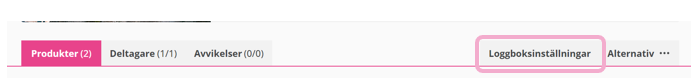 Produkter (2) Deltagare (1/1) Avvikelser (0/0) Loggboksinställningar Alternativ ···